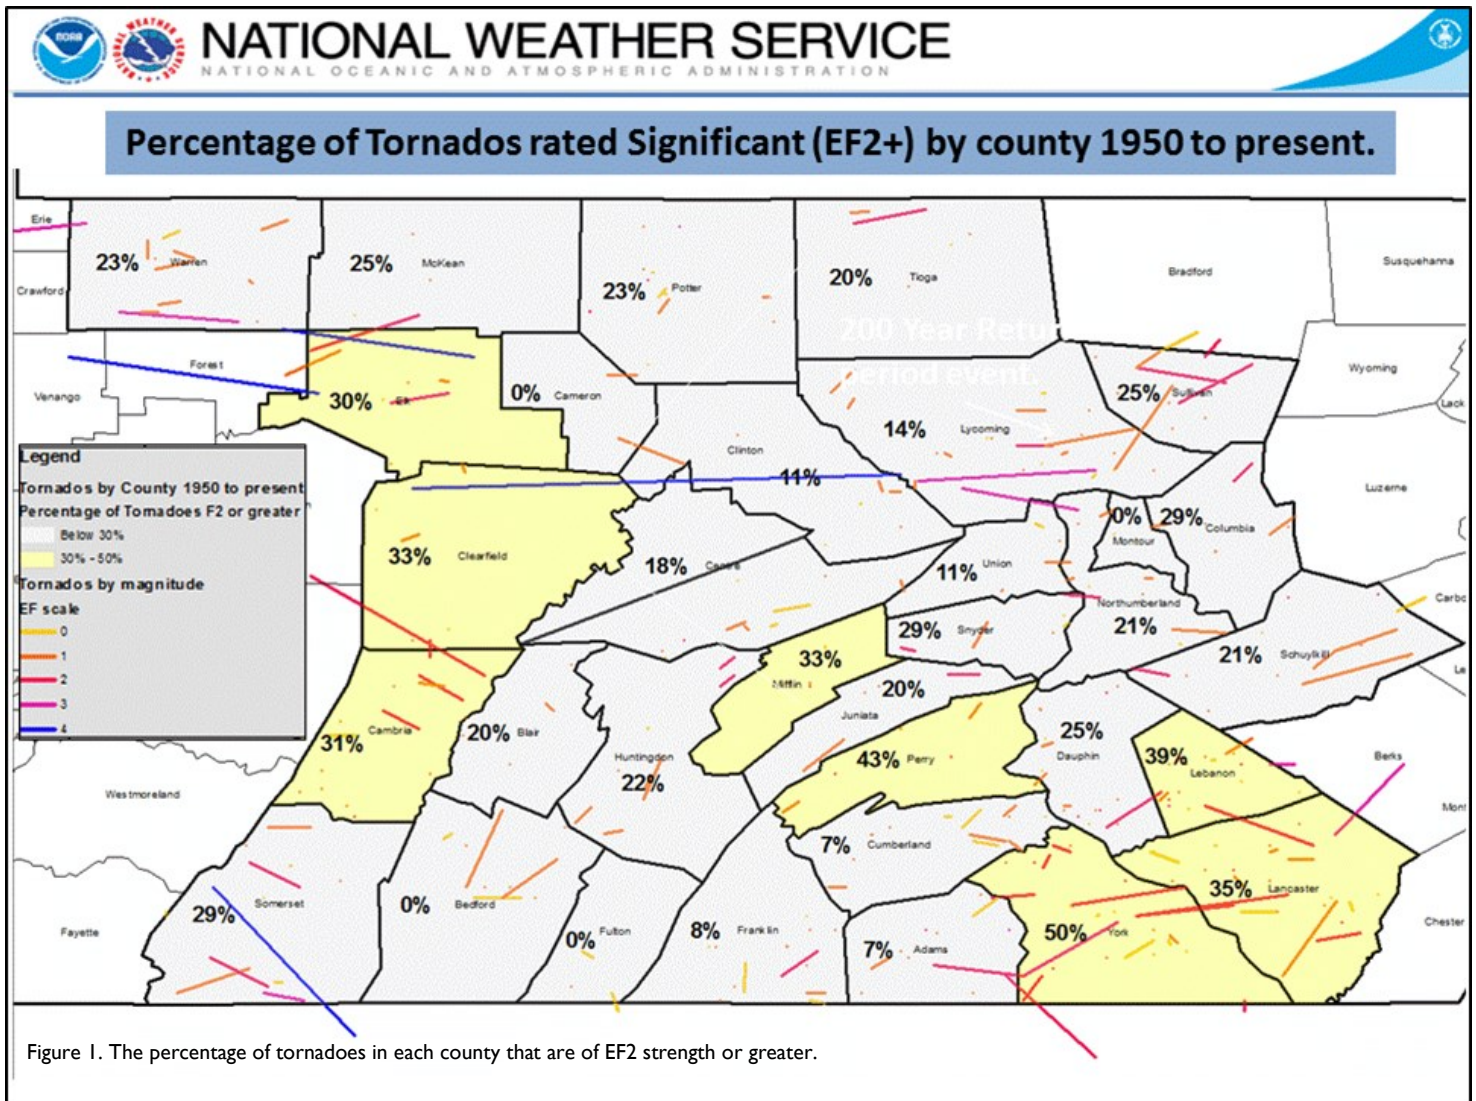 NATIONAL WEATHER SERVICE
NATIONAL OCEANIC AND ATMOSPHERIC ADMINISTRATION
Percentage of Tornados rated Significant (EF2+) by county 1950 to present.
Erie
23% Warren
25% McKean
23% Potter
20% Tioga
Bradford
Susquehanna
Crawford
200 Year Retur
period event.
Forest
Venango
30% Elk
0% Cameron
25% Sullivan
Wyoming
Lack
14% Lycoming
Clinton
11%
Luzerne
Legend
Tornados by County 1950 to present
Percentage of Tornadoes F2 or greater
Below 30%
30% - 50%
Tornados by magnitude
EF scale
0
1
2
3
4
33% Clearfield
18% Centre
11% Union
0% Montour
29% Columbia
Northumberland
21%
Carbo
29% Snyder
21% Schuylkill
Le
33%
Mifflin
20%
Juniata
31% Cambria
20% Blair
Huntingdon
22%
43% Perry
25%
Dauphin
39%
Lebanon
Berks
Westmoreland
Mont
7% Cumberland
35% Lancaster
29% Somerset
0% Bedford
0% Fulton
8% Franklin
7% Adams
50% York
Fayette
Chester
Figure 1. The percentage of tornadoes in each county that are of EF2 strength or greater.